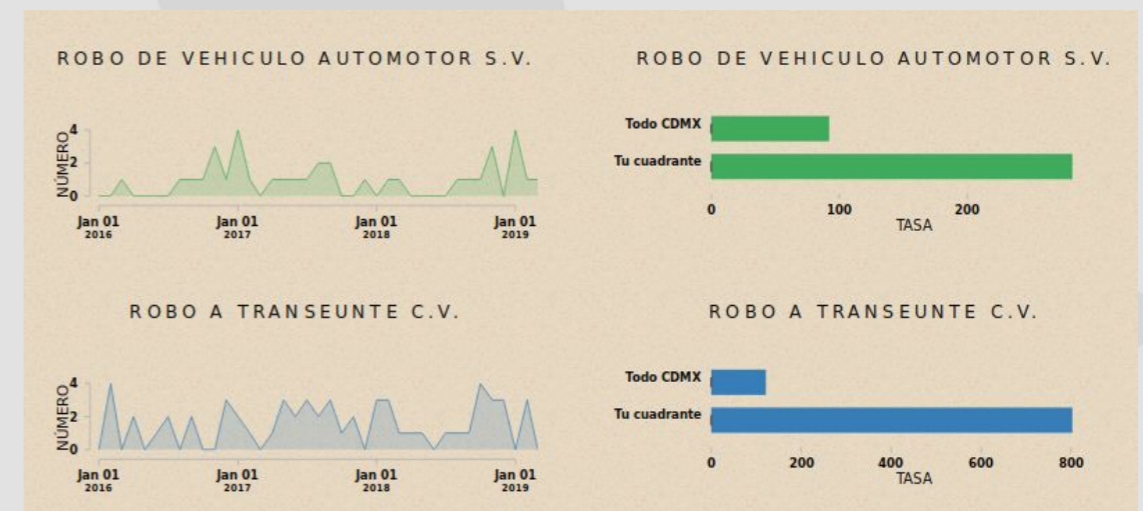 ROBO DE VEHICULO AUTOMOTOR S.V.
NÚMERO
4
2
0
Jan 01
2016
Jan 01
2017
Jan 01
2018
Jan 01
2019
ROBO DE VEHICULO AUTOMOTOR S.V.
Todo CDMX
Tu cuadrante
0 100 200
TASA
ROBO A TRANSEUNTE C.V.
NÚMERO
4
2
0
Jan 01
2016
Jan 01
2017
Jan 01
2018
Jan 01
2019
ROBO A TRANSEUNTE C.V.
Todo CDMX
Tu cuadrante
0 200 400 600 800
TASA